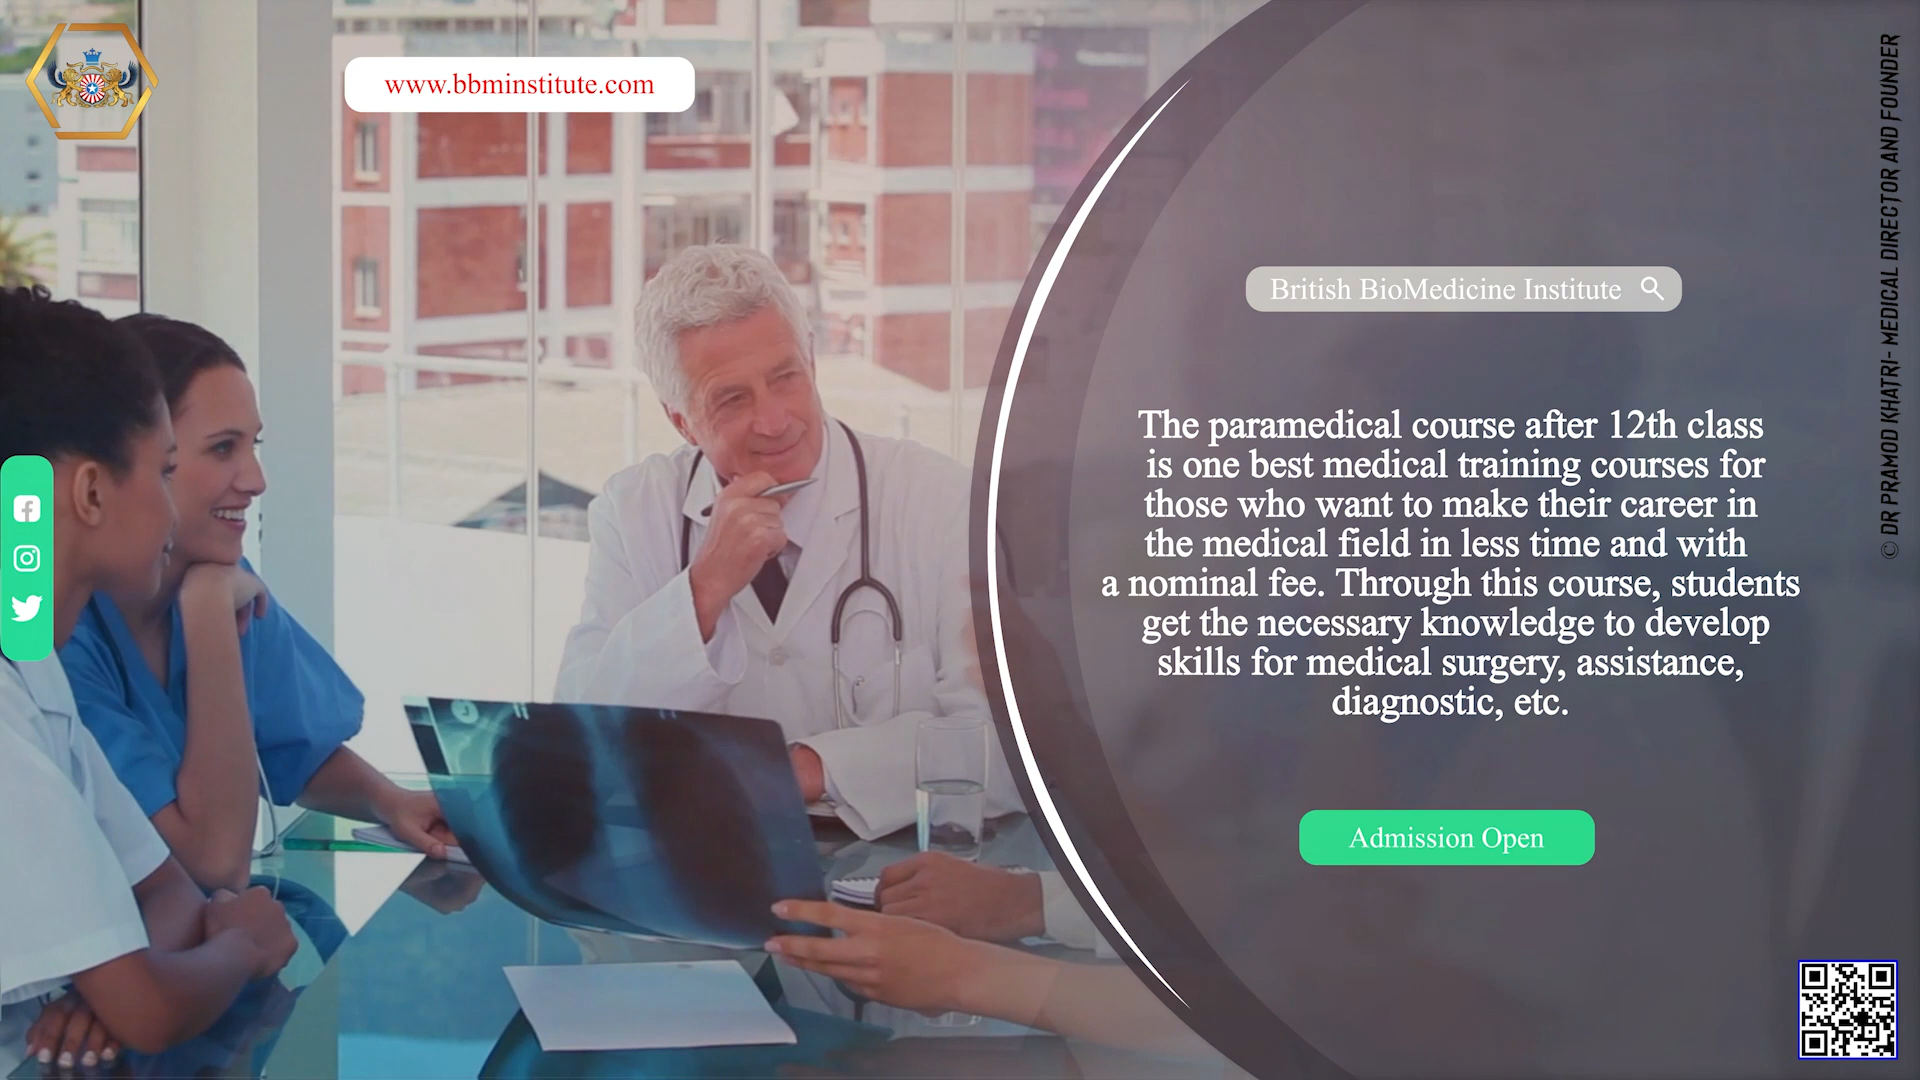 www.bbminstitute.com
British BioMedicine Institute
The paramedical course after 12th class
is one best medical training courses for
those who want to make their career in
the medical field in less time and with
a nominal fee. Through this course, students
get the necessary knowledge to develop
skills for medical surgery, assistance,
diagnostic, etc.
Admission Open
© DR PRAMOD KHATRI- MEDICAL DIRECTOR AND FOUNDER